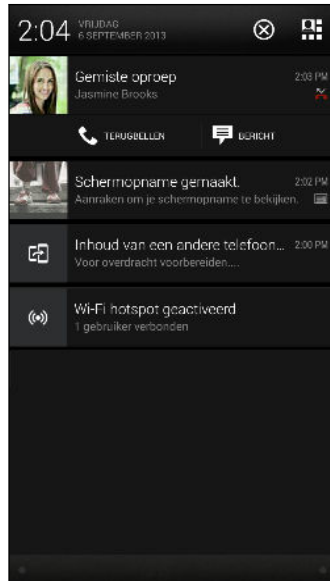 2:04
VRIJDAG
6 SEPTEMBER 2013
Gemiste oproep
2:03 PM
Jasmine Brooks
TERUGBELLEN
BERICHT
Schermopname gemaakt.
2:02 PM
Aanraken om je schermopname te bekijken.
Inhoud van een andere telefoon...
2:00 PM
Voor overdracht voorbereiden....
Wi-Fi hotspot geactiveerd
1 gebruiker verbonden